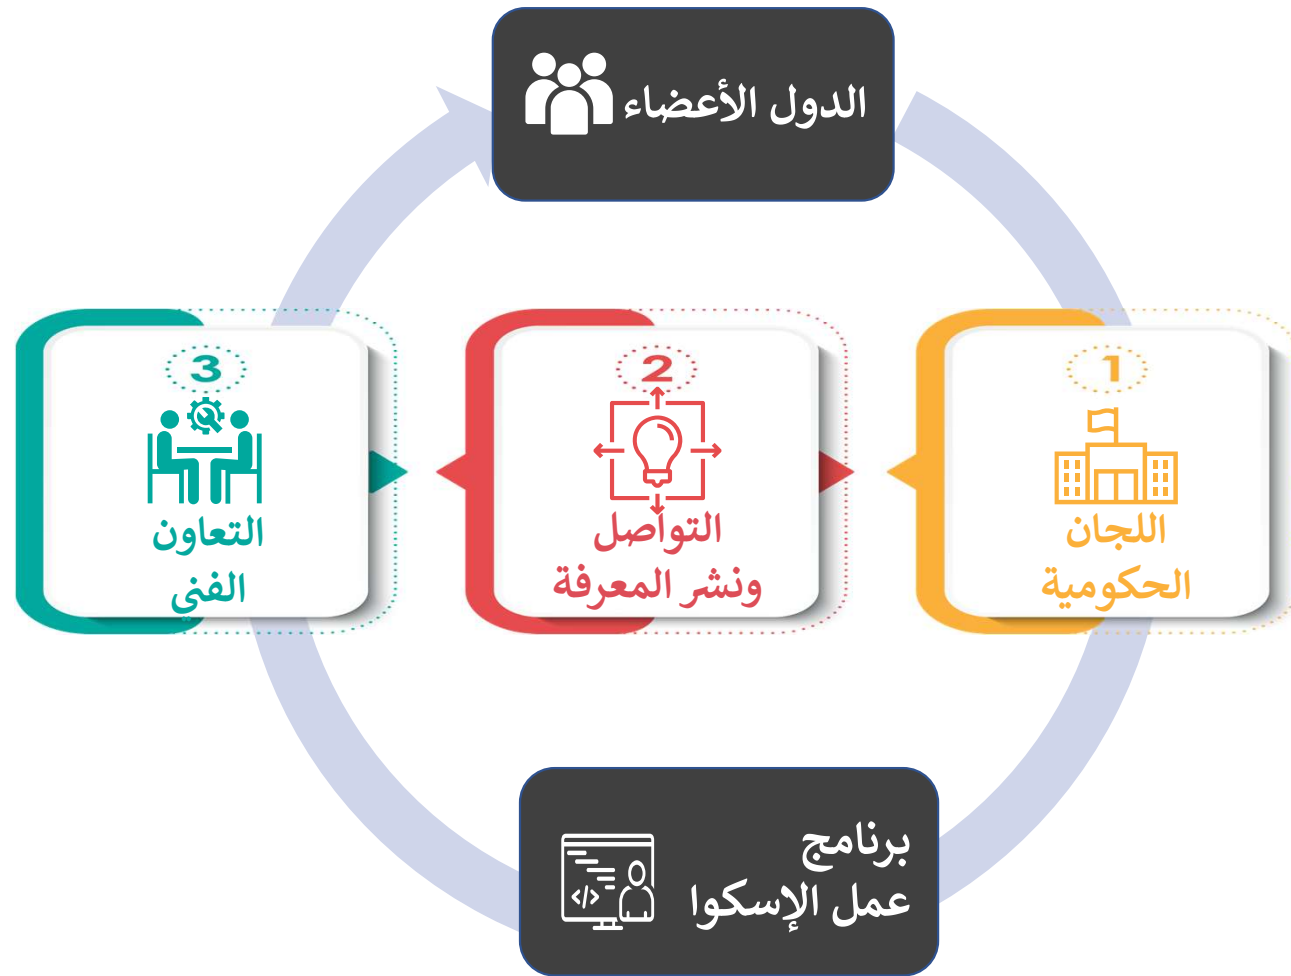 الدول الأعضاء
1
اللجان
الحكومية
2
التواصل
ونشر المعرفة
3
التعاون
الفني
برنامج
عمل الإسكوا
</>